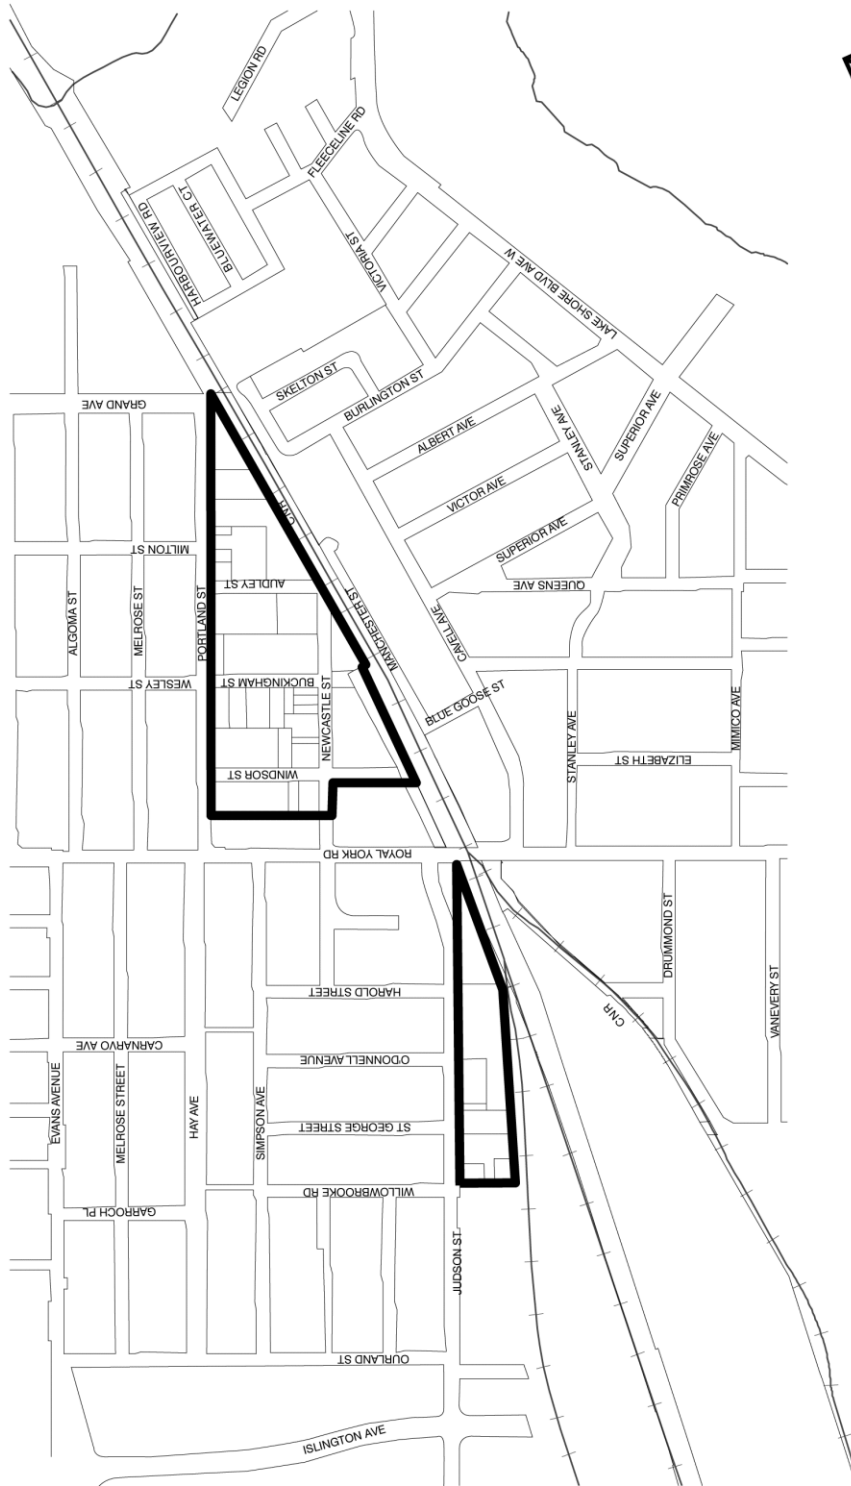 LEGION RD
FLEECELINE RD
BLUEWATER CT
HARBOURVIEW RD
VICTORIA ST
LAKE SHORE BLVD AVE W
SKELTON ST
BURLINGTON ST
GRAND AVE
ALBERT AVE
STANLEY AVE
SUPERIOR AVE
PRIMROSE AVE
VICTOR AVE
CNR
SUPERIOR AVE
MILTON ST
AUDLEY ST
QUEENS AVE
ALGOMA ST
MELROSE ST
PORTLAND ST
MANCHESTER ST
CAVELL AVE
WESLEY ST
BUCKINGHAM ST
NEWCASTLE ST
BLUE GOOSE ST
STANLEY AVE
MIMICO AVE
ELIZABETH ST
WINDSOR ST
ROYAL YORK RD
DRUMMOND ST
VANEVERY ST
HAROLD STREET
CNR
CARNARVO AVE
O'DONNELL AVENUE
EVANS AVENUE
MELROSE STREET
HAY AVE
SIMPSON AVE
ST GEORGE STREET
WILLOWBROOKE RD
GARROCH PL
JUDSON ST
OURLAND ST
ISLINGTON AVE